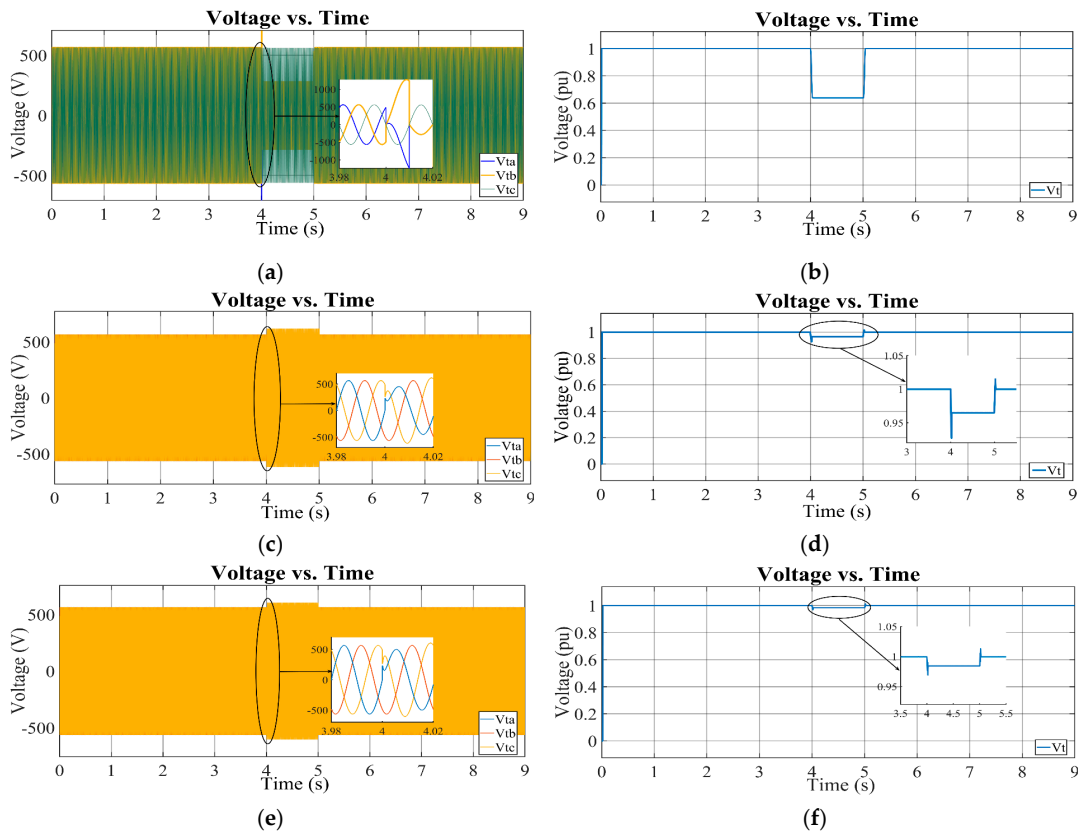 Voltage vs. Time
Voltage (V)
500
0
-500
1000
500
0
-500
-1000
3.98 4 4.02
Vta
Vtb
Vtc
0 1 2 3 4 5 6 7 8 9
Time (s)
(a)
Voltage vs. Time
Voltage (pu)
1
0.8
0.6
0.4
0.2
0
Vt
0 1 2 3 4 5 6 7 8 9
Time (s)
(b)
Voltage vs. Time
Voltage (V)
500
0
-500
500
0
-500
3.98 4 4.02
Vta
Vtb
Vtc
0 1 2 3 4 5 6 7 8 9
Time (s)
(c)
Voltage vs. Time
Volatge (pu)
1
0.8
0.6
0.4
0.2
0
1.05
1
0.95
3 4 5
Vt
0 1 2 3 4 5 6 7 8 9
Time (s)
(d)
Voltage vs. Time
Voltage (V)
500
0
-500
500
0
-500
3.98 4 4.02
Vta
Vtb
Vtc
0 1 2 3 4 5 6 7 8 9
Time (s)
(e)
Voltage vs. Time
Voltage (pu)
1
0.8
0.6
0.4
0.2
0
1.05
1
0.95
3.5 4 4.5 5 5.5
Vt
0 1 2 3 4 5 6 7 8 9
Time (s)
(f)